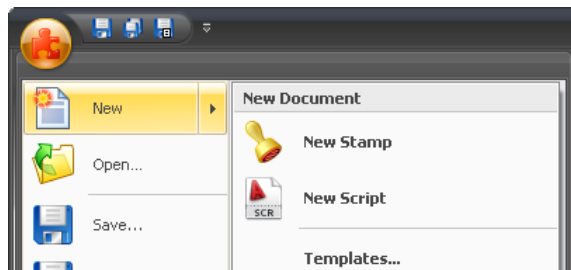 New
Open...
Save...
New Document
New Stamp
SCR
New Script
Templates...